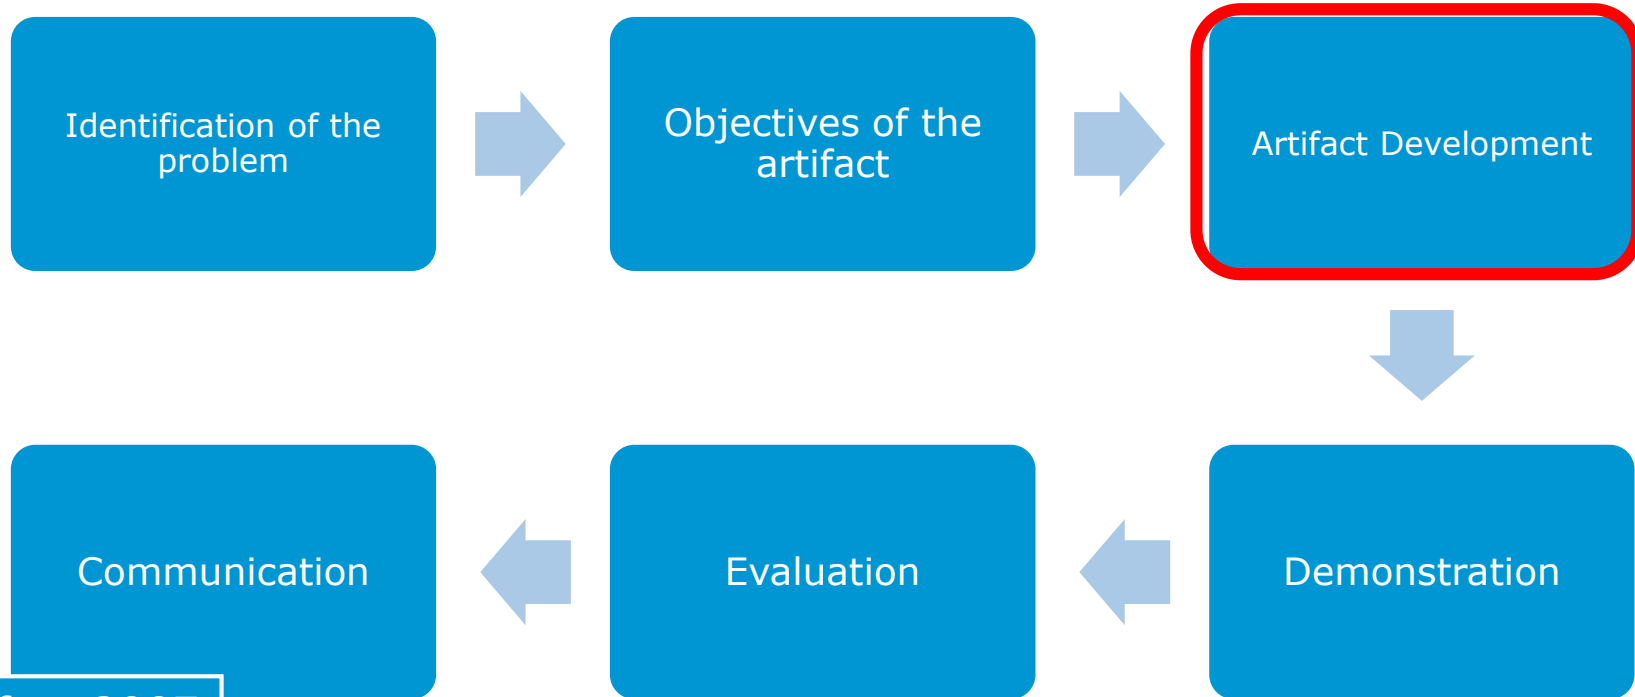 Identification of the
problem
Objectives of the
artifact
Artifact Development
Communication
Evaluation
Demonstration